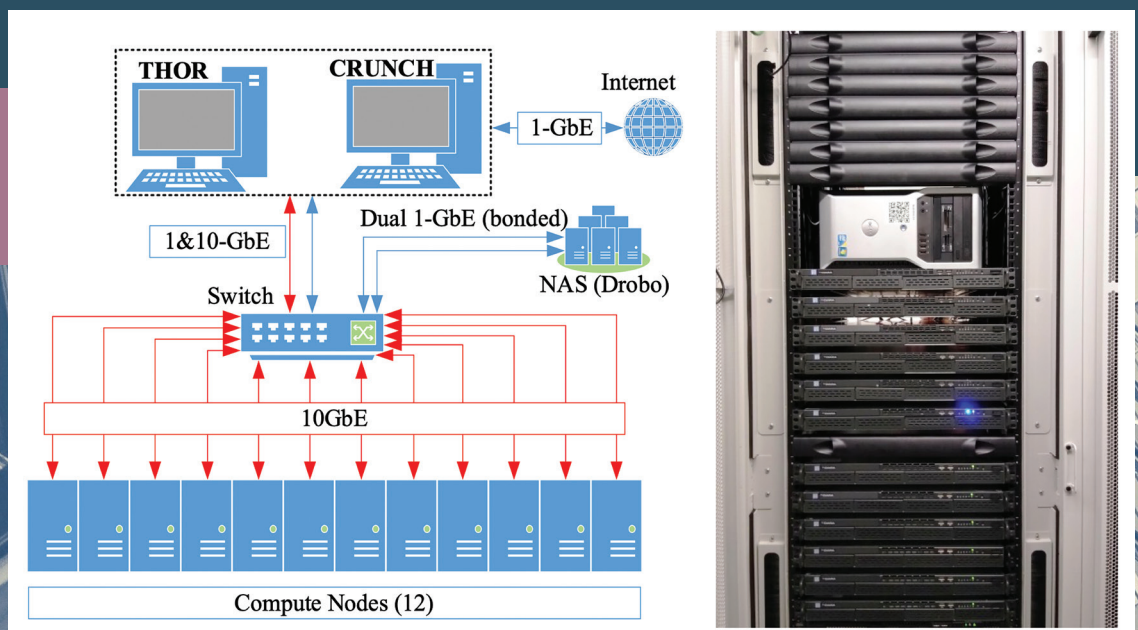 THOR
CRUNCH
Internet
1-GbE
Dual 1-GbE (bonded)
1&10-GbE
NAS (Drobo)
Switch
10GbE
Compute Nodes (12)